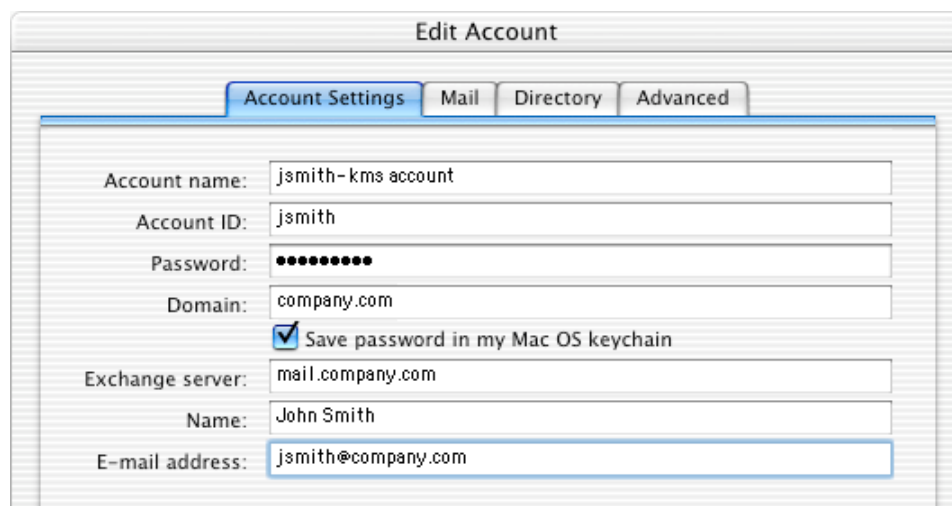 Edit Account
Account Settings Mail Directory Advanced
Account name: jsmith-kms account
Account ID: jsmith
Password: •••••••••
Domain: company.com
Save password in my Mac OS keychain
Exchange server: mail.company.com
Name: John Smith
E-mail address: jsmith@company.com